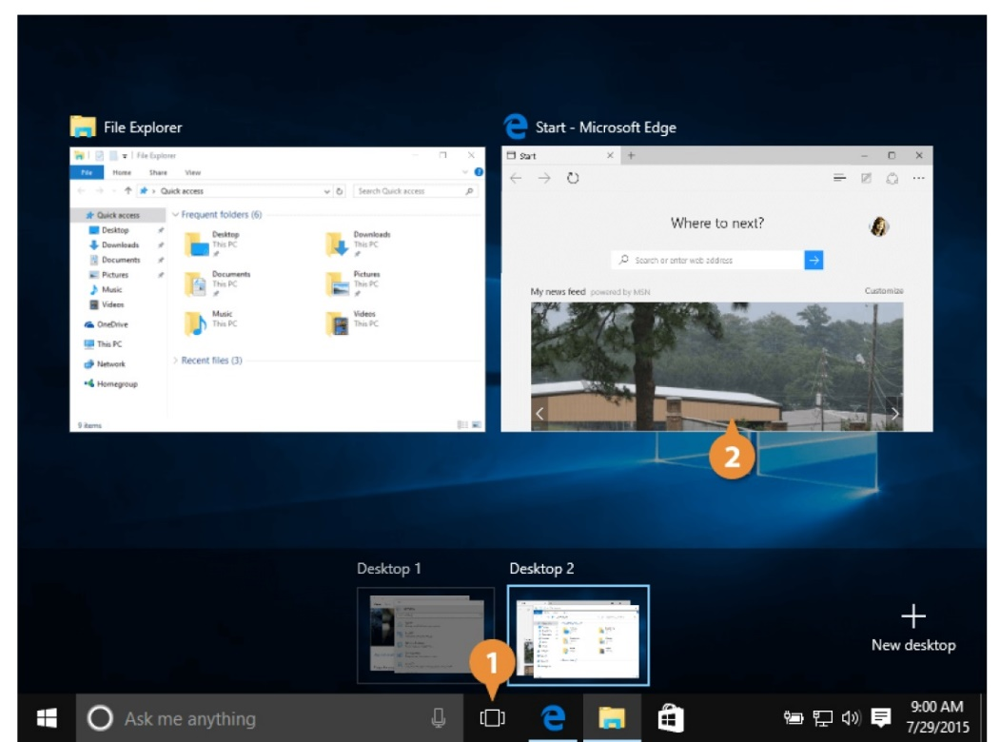 File Explorer
Start - Microsoft Edge
File Explorer
File Home Share View
Quick access
Search Quick access
Quick access
Desktop
Downloads
Documents
Pictures
Music
Videos
OneDrive
This PC
Network
Homegroup
Frequent folders (6)
Desktop
This PC
Downloads
This PC
Documents
This PC
Pictures
This PC
Music
This PC
Videos
This PC
Recent files (3)
9 items
Start
Where to next?
Search or enter web address
My news feed powered by MSN
Customize
2
Desktop 1
Desktop 2
New desktop
1
Ask me anything
9:00 AM
7/29/2015